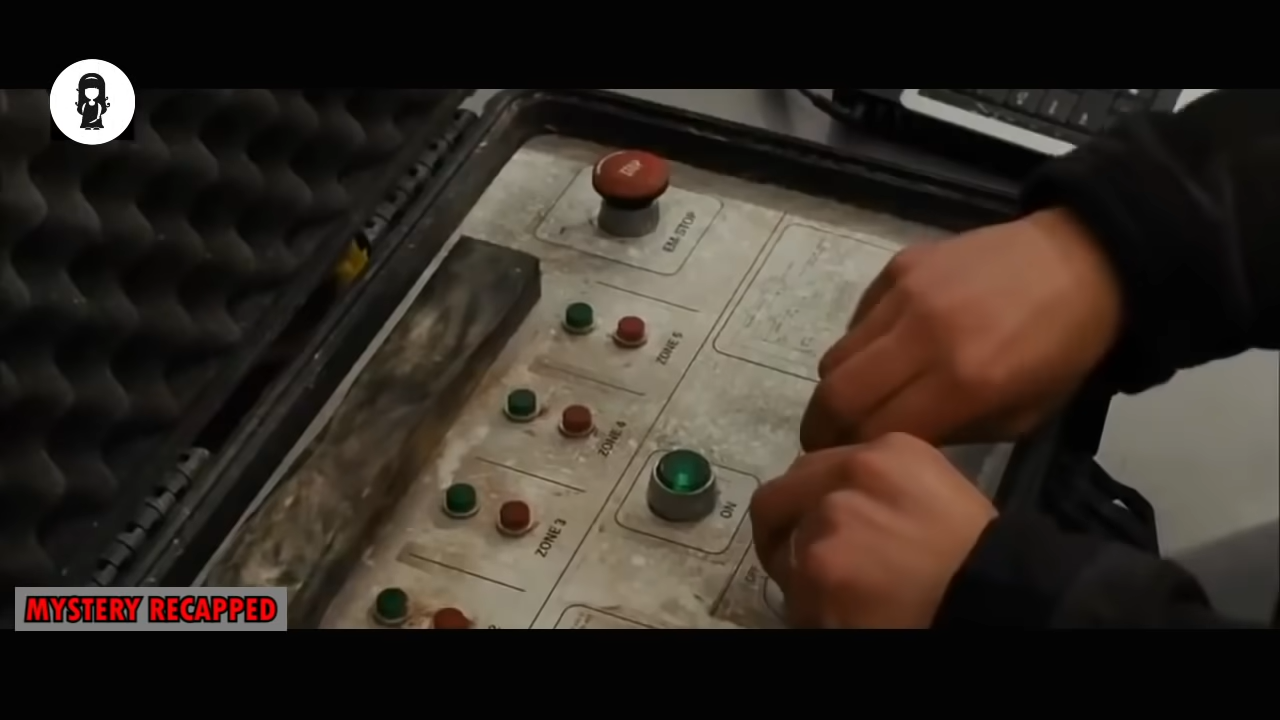 STOP
EM-STOP
ZONE 5
ZONE 4
ON
ZONE 3
MYSTERY RECAPPED